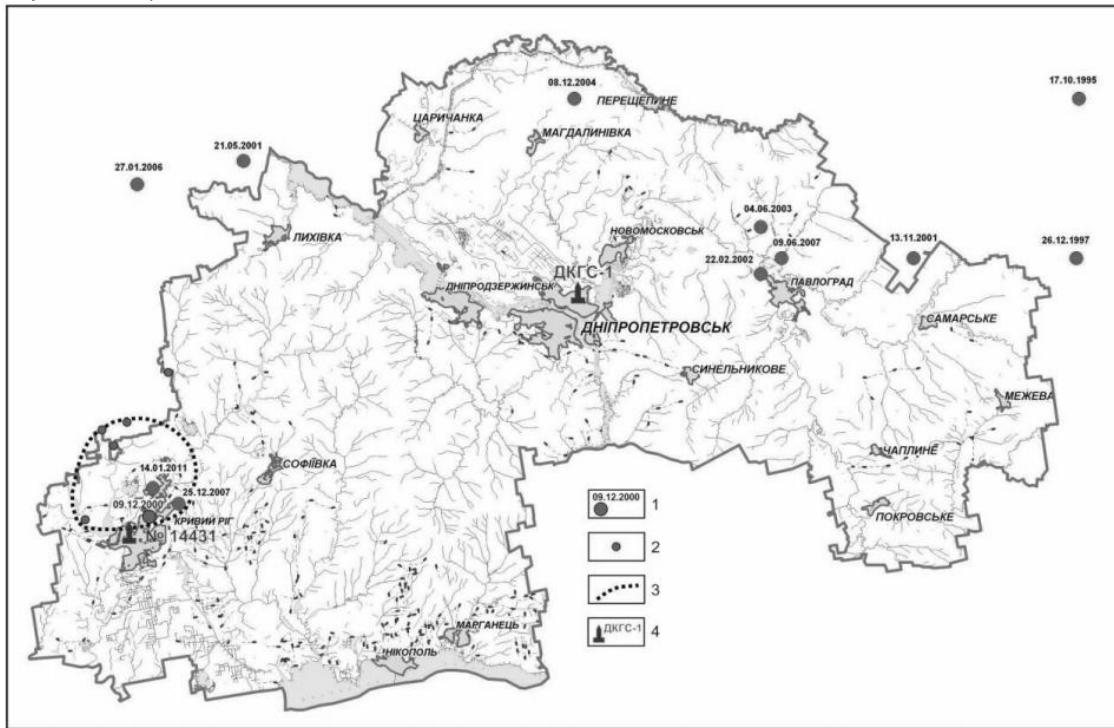 08.12.2004
ПЕРЕЩЕПИНЕ
17.10.1995
ЦАРИЧАНКА
МАГДАЛИНІВКА
21.05.2001
27.01.2006
ЛИХІВКА
04.06.2003
НОВОМОСКОВСЬК
09.06.2007
13.11.2001
26.12.1997
22.02.2002
ПАВЛОГРАД
ДКГС-1
ДНІПРОДЗЕРЖИНСЬК
ДНІПРОПЕТРОВСЬК
САМАРСЬКЕ
СИНЕЛЬНИКОВЕ
МЕЖЕВА
ЧАПЛИНЕ
СОФІЇВКА
14.01.2011
25.12.2007
09.12.2000
КРИВИЙ РІГ
№ 14431
ПОКРОВСЬКЕ
09.12.2000
1
2
3
ДКГС-1
4
МАРГАНЕЦЬ
НІКОПОЛЬ